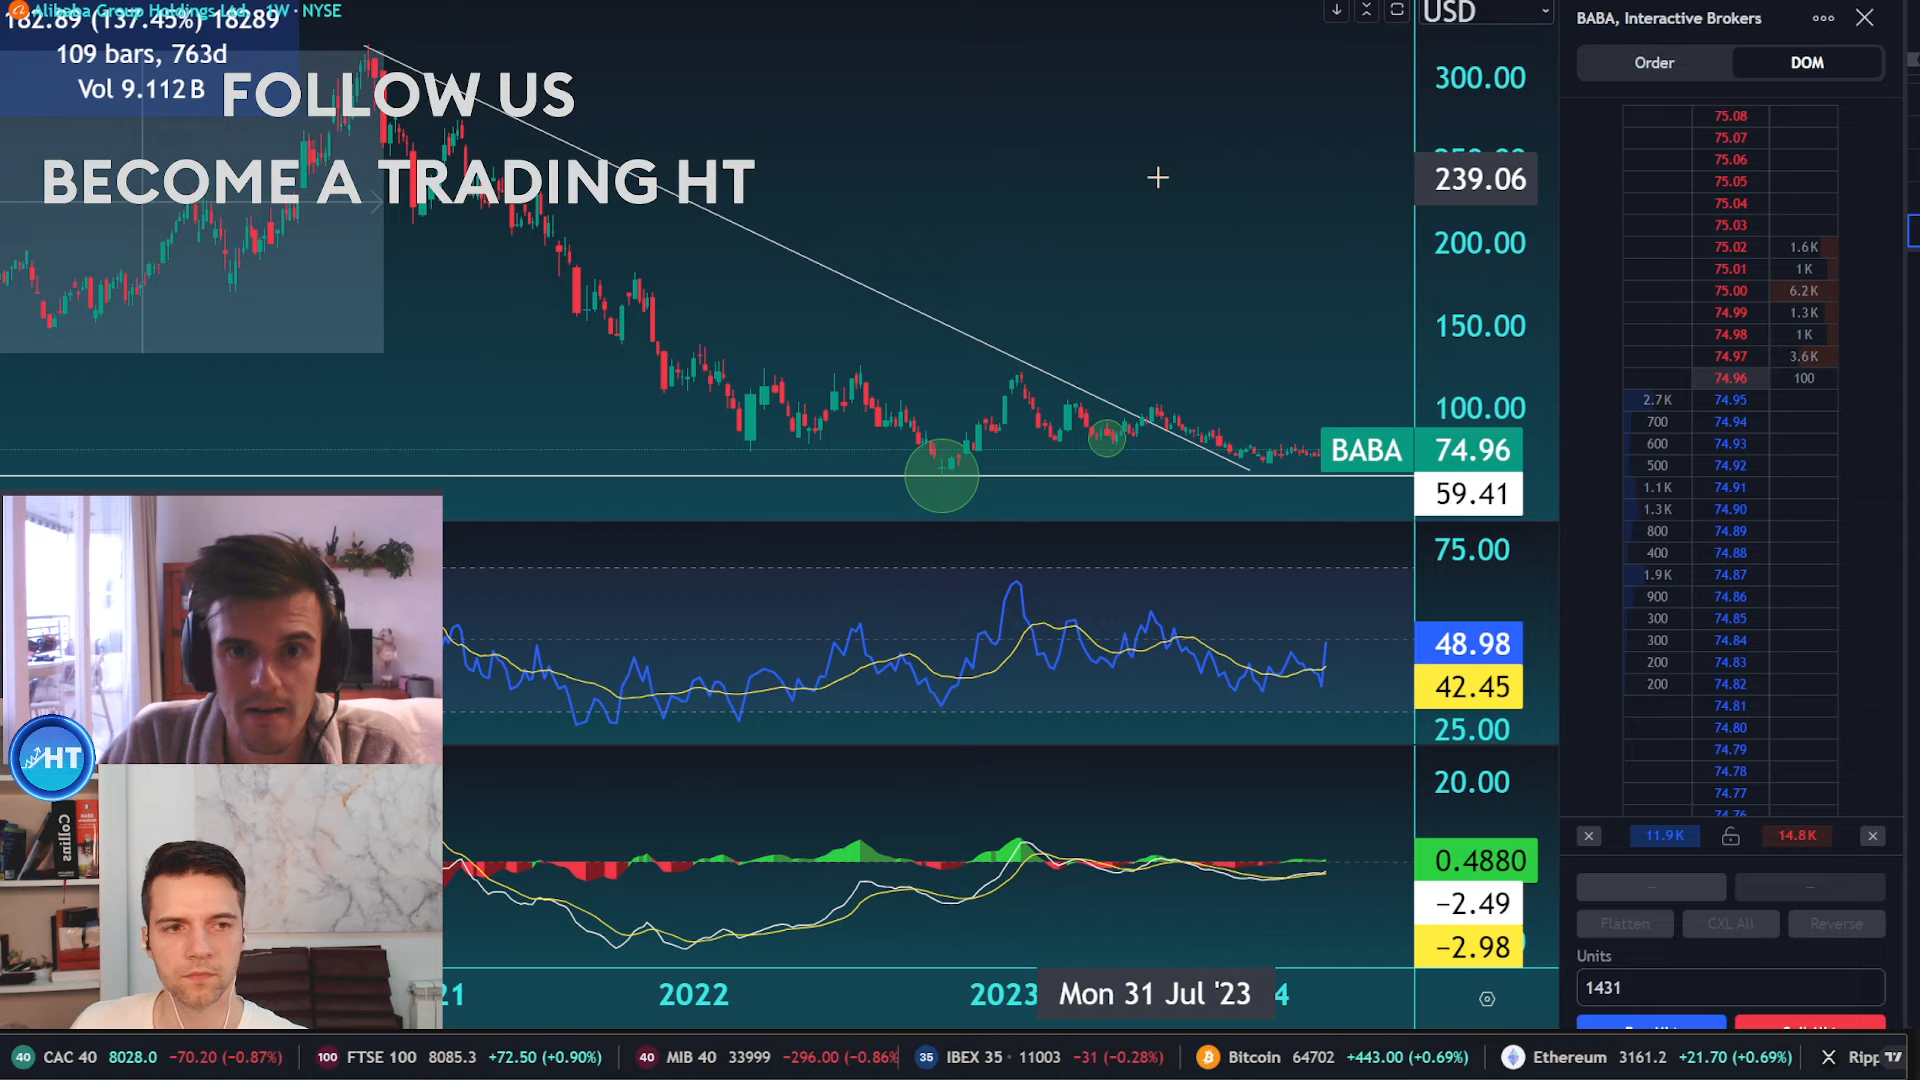 Alibaba Group Holdings Ltd. · 1W · NYSE
182.89 (137.45%) 18289
109 bars, 763d
Vol 9.112B
FOLLOW US
BECOME A TRADING HT
USD
300.00
239.06
200.00
150.00
100.00
BABA 74.96
59.41
75.00
48.98
42.45
25.00
20.00
0.4880
−2.49
−2.98
2022
2023
Mon 31 Jul '23
4
HT
Collins
BABA, Interactive Brokers
Order
DOM
75.08
75.07
75.06
75.05
75.04
75.03
75.02 1.6K
75.01 1K
75.00 6.2K
74.99 1.3K
74.98 1K
74.97 3.6K
74.96 100
2.7K 74.95
700 74.94
600 74.93
500 74.92
1.1K 74.91
1.3K 74.90
800 74.89
400 74.88
1.9K 74.87
900 74.86
300 74.85
300 74.84
200 74.83
200 74.82
74.81
74.80
74.79
74.78
74.77
74.76
11.9K
14.8K
Flatten
CXL All
Reverse
Units
1431
40 CAC 40 8028.0 −70.20 (−0.87%)
100 FTSE 100 8085.3 +72.50 (+0.90%)
40 MIB 40 33999 −296.00 (−0.86%
35 IBEX 35 · 11003 −31 (−0.28%)
Bitcoin 64702 +443.00 (+0.69%)
Ethereum 3161.2 +21.70 (+0.69%)
Ripp